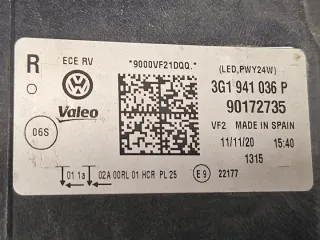 R
ECE RV
*9000VF21DQQ.*
(LED,PWY24W)
3G1 941 036 P
90172735
Valeo
06S
VF2 MADE IN SPAIN
11/11/20 15:40
1315
01 1a 02A 00RL 01 HCR PL 25
E9 22177